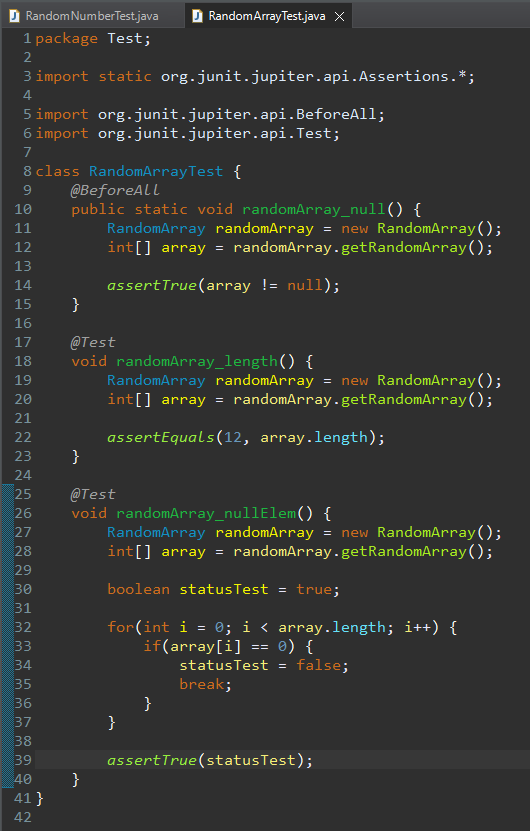 RandomNumberTest.java RandomArrayTest.java
1 package Test;
2
3 import static org.junit.jupiter.api.Assertions.*;
4
5 import org.junit.jupiter.api.BeforeAll;
6 import org.junit.jupiter.api.Test;
7
8 class RandomArrayTest {
9     @BeforeAll
10     public static void randomArray_null() {
11         RandomArray randomArray = new RandomArray();
12         int[] array = randomArray.getRandomArray();
13
14         assertTrue(array != null);
15     }
16
17     @Test
18     void randomArray_length() {
19         RandomArray randomArray = new RandomArray();
20         int[] array = randomArray.getRandomArray();
21
22         assertEquals(12, array.length);
23     }
24
25     @Test
26     void randomArray_nullElem() {
27         RandomArray randomArray = new RandomArray();
28         int[] array = randomArray.getRandomArray();
29
30         boolean statusTest = true;
31
32         for(int i = 0; i < array.length; i++) {
33             if(array[i] == 0) {
34                 statusTest = false;
35                 break;
36             }
37         }
38
39         assertTrue(statusTest);
40     }
41 }
42